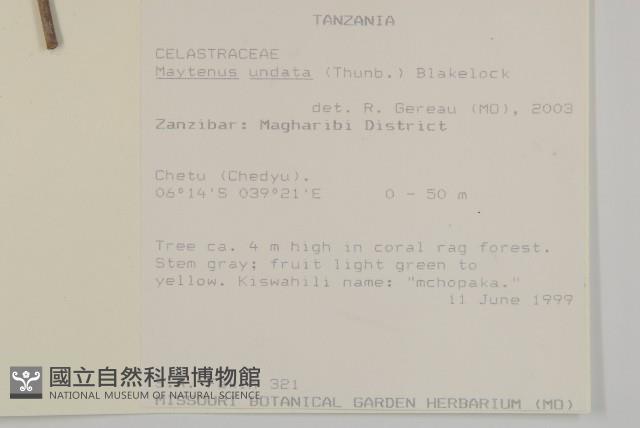 TANZANIA
CELASTRACEAE
Maytenus undata (Thunb.) Blakelock
det. R. Gereau (MO), 2003
Zanzibar: Magharibi District
Chetu (Chedyu).
06°14'S 039°21'E 0 - 50 m
Tree ca. 4 m high in coral rag forest.
Stem gray; fruit light green to
yellow. Kiswahili name: "mchopaka."
11 June 1999
321
MISSOURI BOTANICAL GARDEN HERBARIUM (MO)
國立自然科學博物館
NATIONAL MUSEUM OF NATURAL SCIENCE